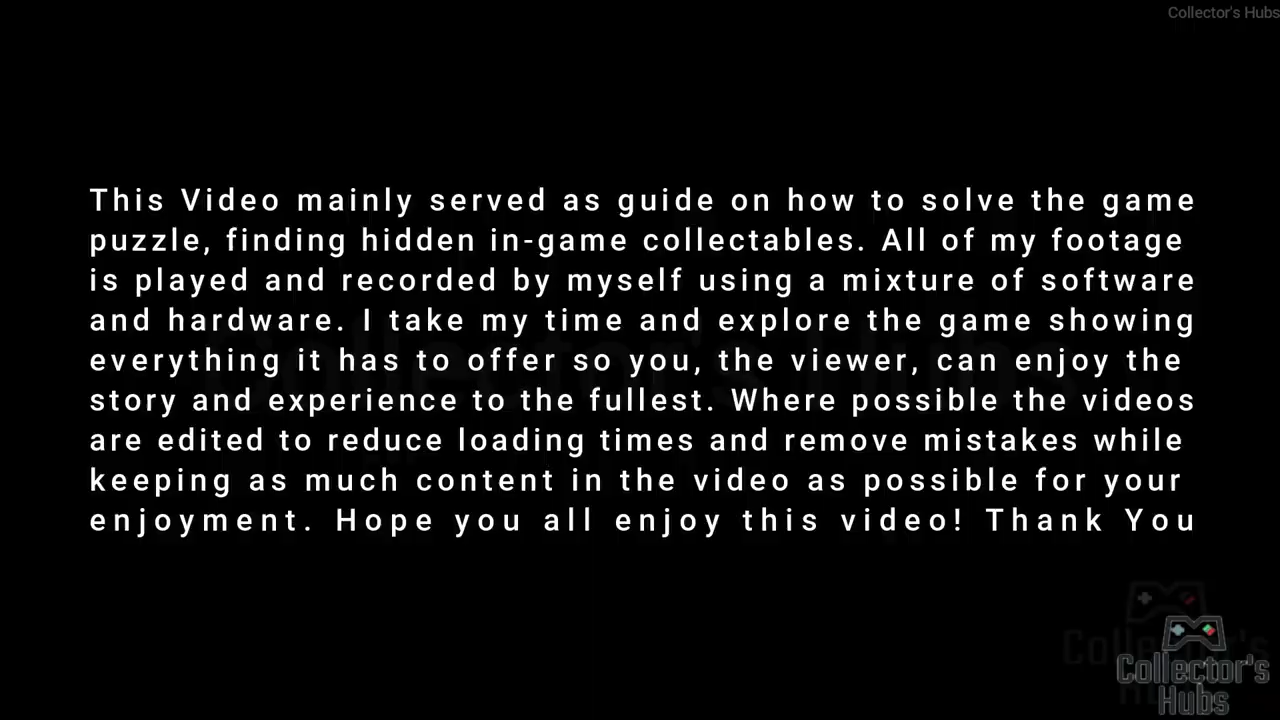 Collector's Hubs
This Video mainly served as guide on how to solve the game
puzzle, finding hidden in-game collectables. All of my footage
is played and recorded by myself using a mixture of software
and hardware. I take my time and explore the game showing
everything it has to offer so you, the viewer, can enjoy the
story and experience to the fullest. Where possible the videos
are edited to reduce loading times and remove mistakes while
keeping as much content in the video as possible for your
enjoyment. Hope you all enjoy this video! Thank You
Collector's
Hubs